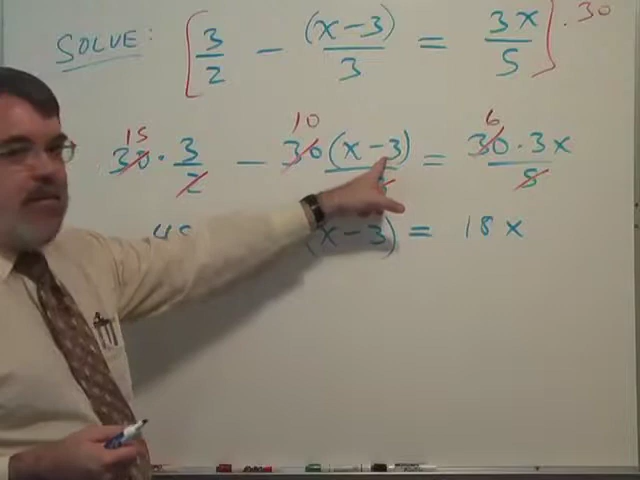 SOLVE: [3/2 - (x-3)/3 = 3x/5] · 30
15 10 6
30 · 3/2 - 30(x-3)/3 = 30 · 3x/5
45 (x-3) = 18x